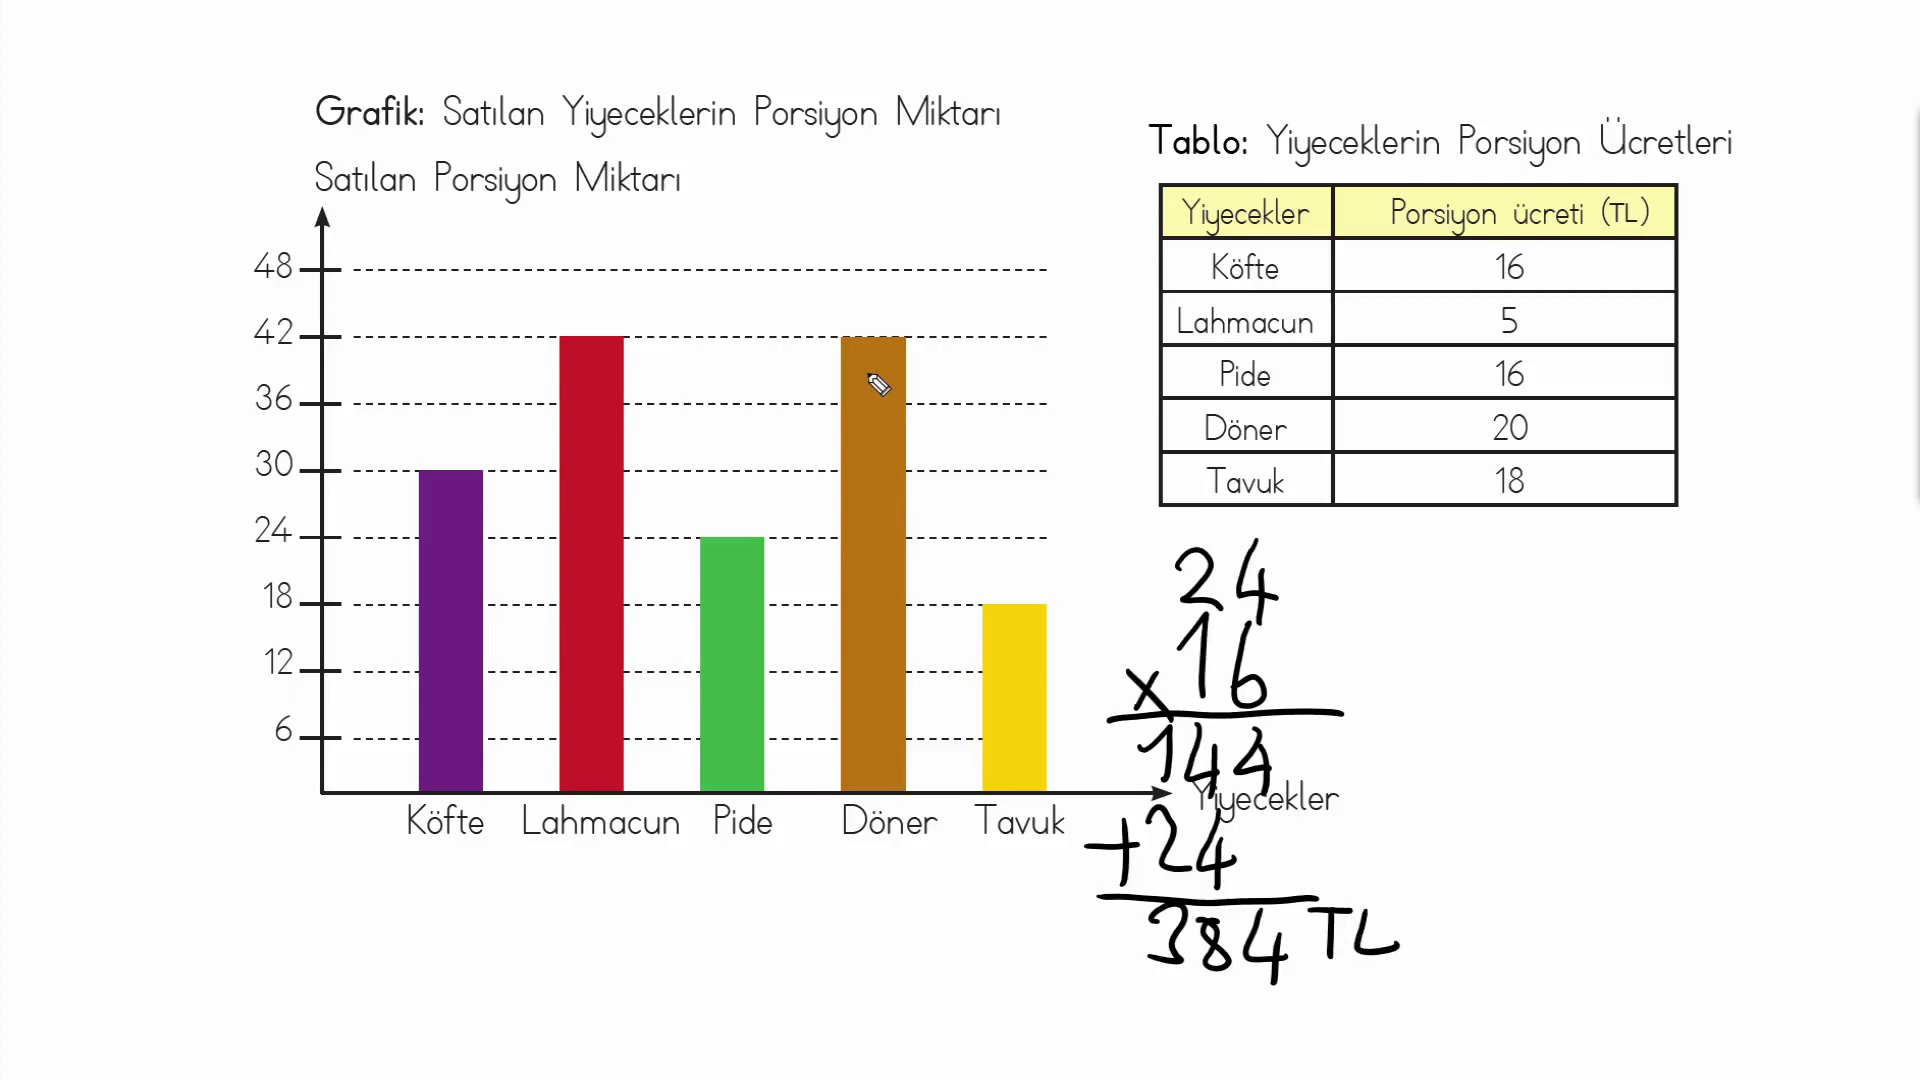 Grafik: Satılan Yiyeceklerin Porsiyon Miktarı
Satılan Porsiyon Miktarı
48
42
36
30
24
18
12
6
Köfte Lahmacun Pide Döner Tavuk
Yiyecekler
Tablo: Yiyeceklerin Porsiyon Ücretleri
Yiyecekler Porsiyon ücreti (TL)
Köfte 16
Lahmacun 5
Pide 16
Döner 20
Tavuk 18
24
x 16
144
+24
384 TL